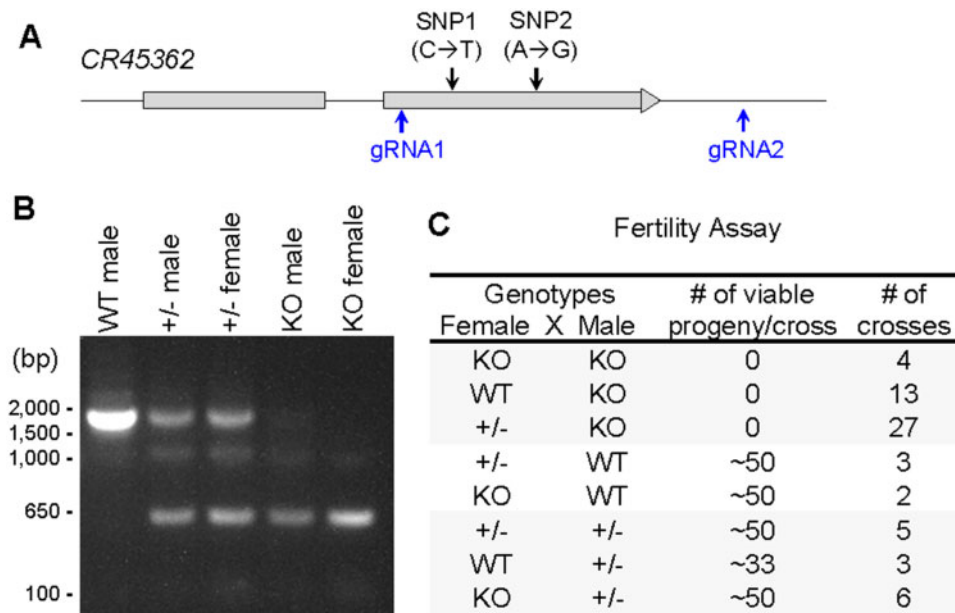 A
CR45362
SNP1
(C→T)
SNP2
(A→G)
gRNA1
gRNA2
B
WT male
+/- male
+/- female
KO male
KO female
(bp)
2,000 -
1,500 -
1,000 -
650 -
100 -
C
Fertility Assay
Genotypes # of viable # of
Female X Male progeny/cross crosses
KO KO 0 4
WT KO 0 13
+/- KO 0 27
+/- WT ~50 3
KO WT ~50 2
+/- +/- ~50 5
WT +/- ~33 3
KO +/- ~50 6